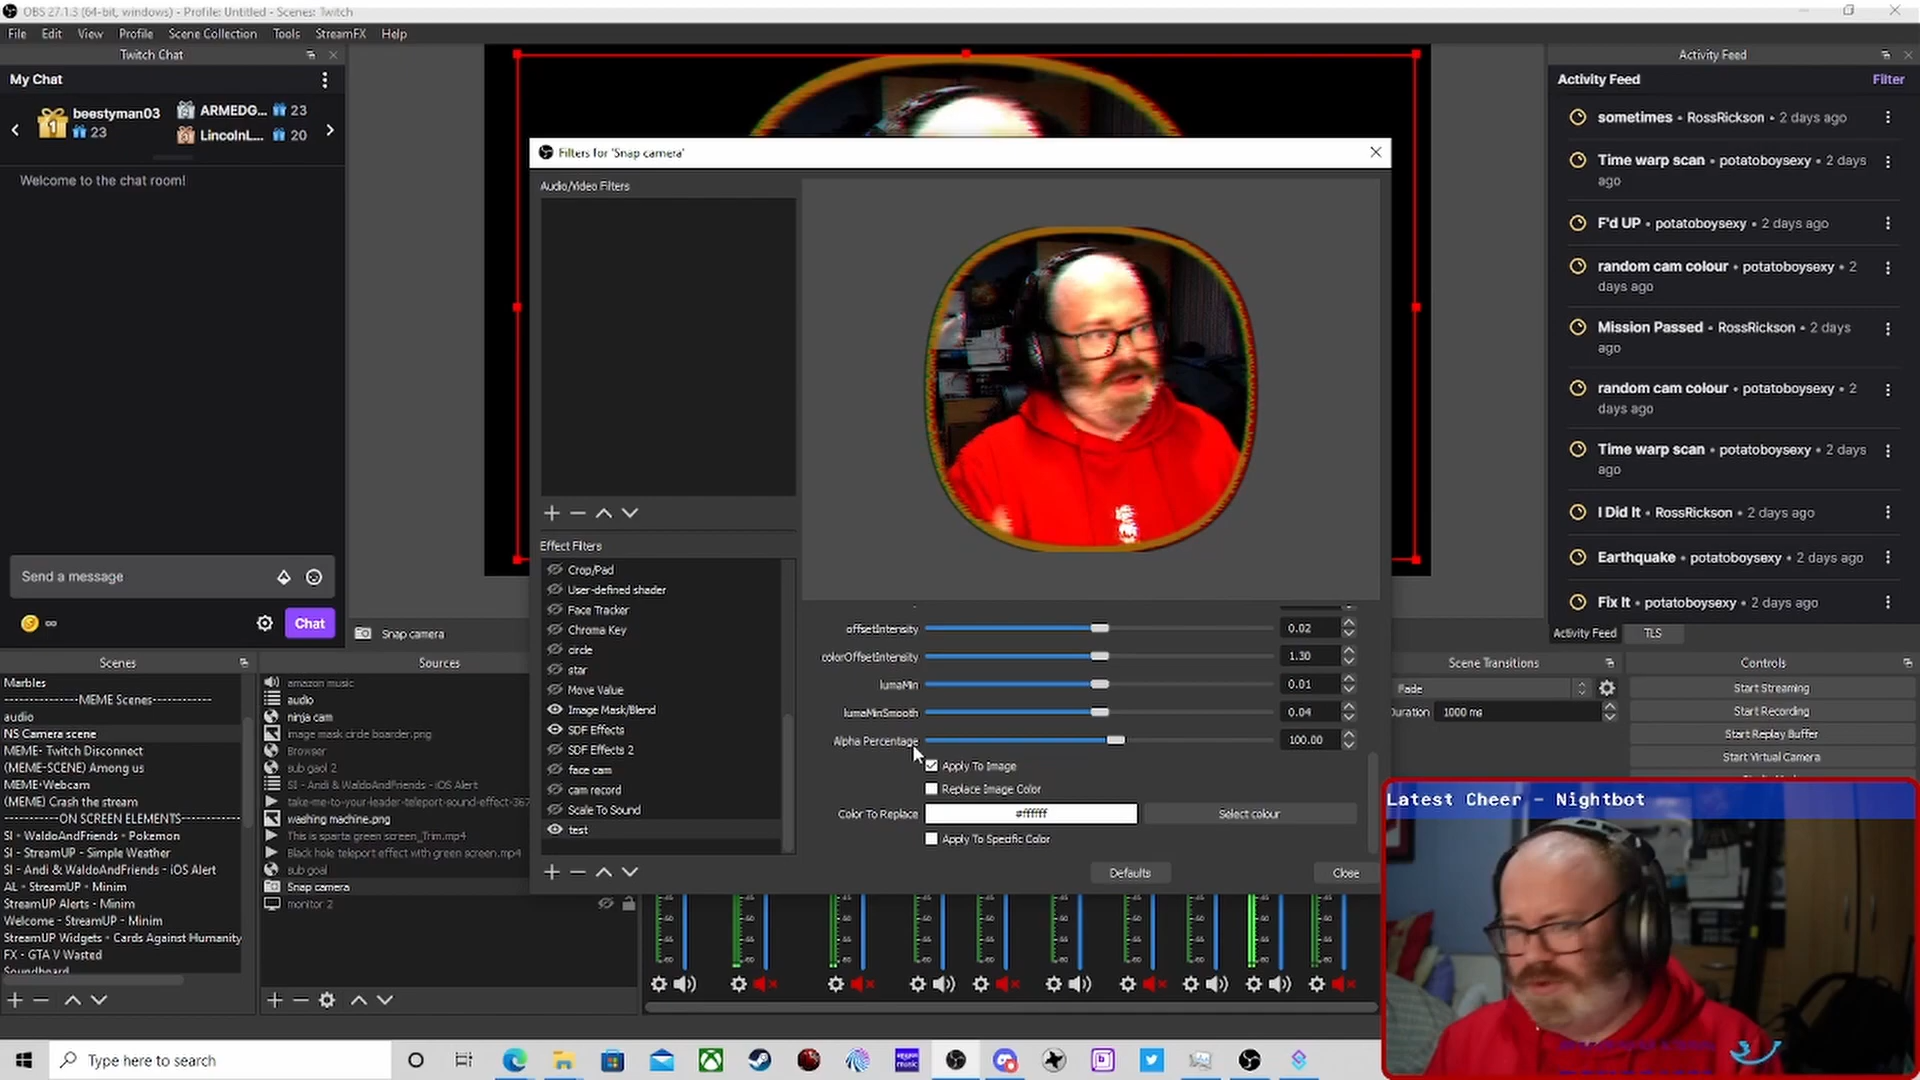 OBS 27.1.3 (64-bit, windows) - Profile: Untitled - Scenes: Twitch
File Edit View Profile Scene Collection Tools StreamFX Help
Twitch Chat
My Chat
beestyman03
23
ARMEDG... 23
LincolnL... 20
Welcome to the chat room!
Send a message
Chat
Snap camera
Scenes
Marbles
---------------MEME Scenes---------------
audio
NS Camera scene
MEME- Twitch Disconnect
(MEME-SCENE) Among us
MEME-Webcam
(MEME) Crash the stream
----------ON SCREEN ELEMENTS----------
SI - WaldoAndFriends • Pokemon
SI - StreamUP - Simple Weather
SI - Andi & WaldoAndFriends - iOS Alert
AL • StreamUP • Minim
StreamUP Alerts - Minim
Welcome - StreamUP - Minim
StreamUP Widgets • Cards Against Humanity
FX - GTA V Wasted
Soundboard
Sources
amazon music
audio
ninja cam
image mask circle boarder.png
Browser
sub gaol 2
SI - Andi & WaldoAndFriends - iOS Alert
take-me-to-your-leader-teleport-sound-effect-367
washing machine.png
This is sparta green screen_Trim.mp4
Black hole teleport effect with green screen.mp4
sub goal
Snap camera
monitor 2
Filters for 'Snap camera'
Audio/Video Filters
Effect Filters
Crop/Pad
User-defined shader
Face Tracker
Chroma Key
circle
star
Move Value
Image Mask/Blend
SDF Effects
SDF Effects 2
face cam
cam record
Scale To Sound
test
offsetIntensity 0.02
colorOffsetIntensity 1.30
lumaMin 0.01
lumaMinSmooth 0.04
Alpha Percentage 100.00
Apply To Image
Replace Image Color
Color To Replace #ffffff Select colour
Apply To Specific Color
Defaults Close
Activity Feed
Activity Feed Filter
sometimes • RossRickson • 2 days ago
Time warp scan • potatoboysexy • 2 days
ago
F'd UP • potatoboysexy • 2 days ago
random cam colour • potatoboysexy • 2
days ago
Mission Passed • RossRickson • 2 days
ago
random cam colour • potatoboysexy • 2
days ago
Time warp scan • potatoboysexy • 2 days
ago
I Did It • RossRickson • 2 days ago
Earthquake • potatoboysexy • 2 days ago
Fix It • potatoboysexy • 2 days ago
Activity Feed TLS
Scene Transitions
Fade
Duration 1000 ms
Controls
Start Streaming
Start Recording
Start Replay Buffer
Start Virtual Camera
Latest Cheer - Nightbot
Type here to search
amazon
music